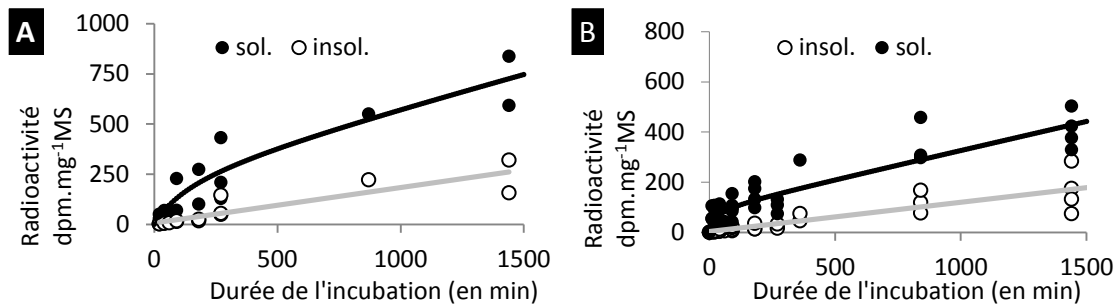 A
1000
750
500
250
0
sol.
insol.
Radioactivité
dpm.mg⁻¹MS
0
500
1000
1500
Durée de l'incubation (en min)
B
800
600
400
200
0
insol.
sol.
Radioactivité
dpm.mg⁻¹MS
0
500
1000
1500
Durée de l'incubation (en min)